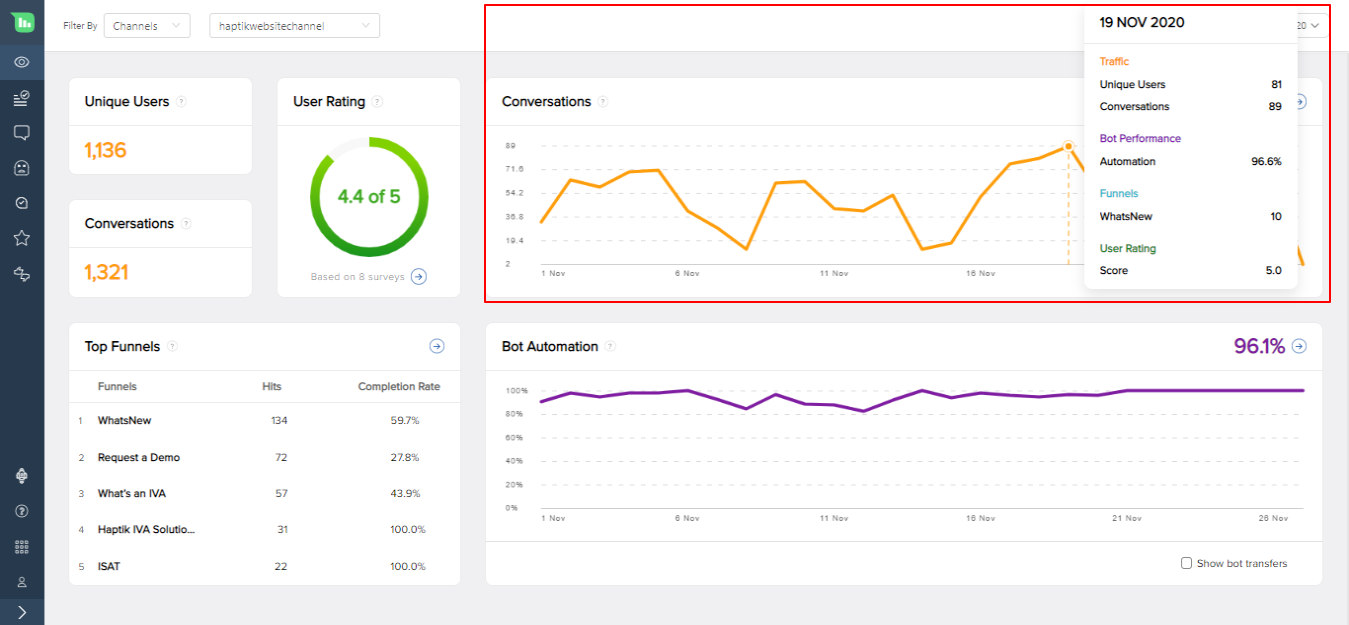 Filter By Channels haptikwebsitechannel
20
19 NOV 2020
Traffic
Unique Users 81
Conversations 89
Bot Performance
Automation 96.6%
Funnels
WhatsNew 10
User Rating
Score 5.0
Unique Users ?
1,136
Conversations ?
1,321
User Rating ?
4.4 of 5
Based on 8 surveys
Conversations ?
89
71.6
54.2
36.8
19.4
2
1 Nov 6 Nov 11 Nov 16 Nov
Top Funnels ?
Funnels Hits Completion Rate
1 WhatsNew 134 59.7%
2 Request a Demo 72 27.8%
3 What's an IVA 57 43.9%
4 Haptik IVA Solutio... 31 100.0%
5 ISAT 22 100.0%
Bot Automation ? 96.1%
100%
80%
60%
40%
20%
0%
1 Nov 6 Nov 11 Nov 16 Nov 21 Nov 26 Nov
Show bot transfers